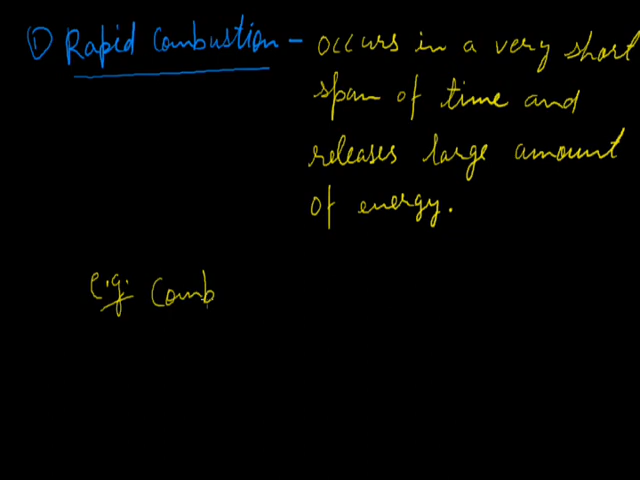 ① Rapid Combustion – occurs in a very short
span of time and
releases large amount
of energy.
e.g. Comb